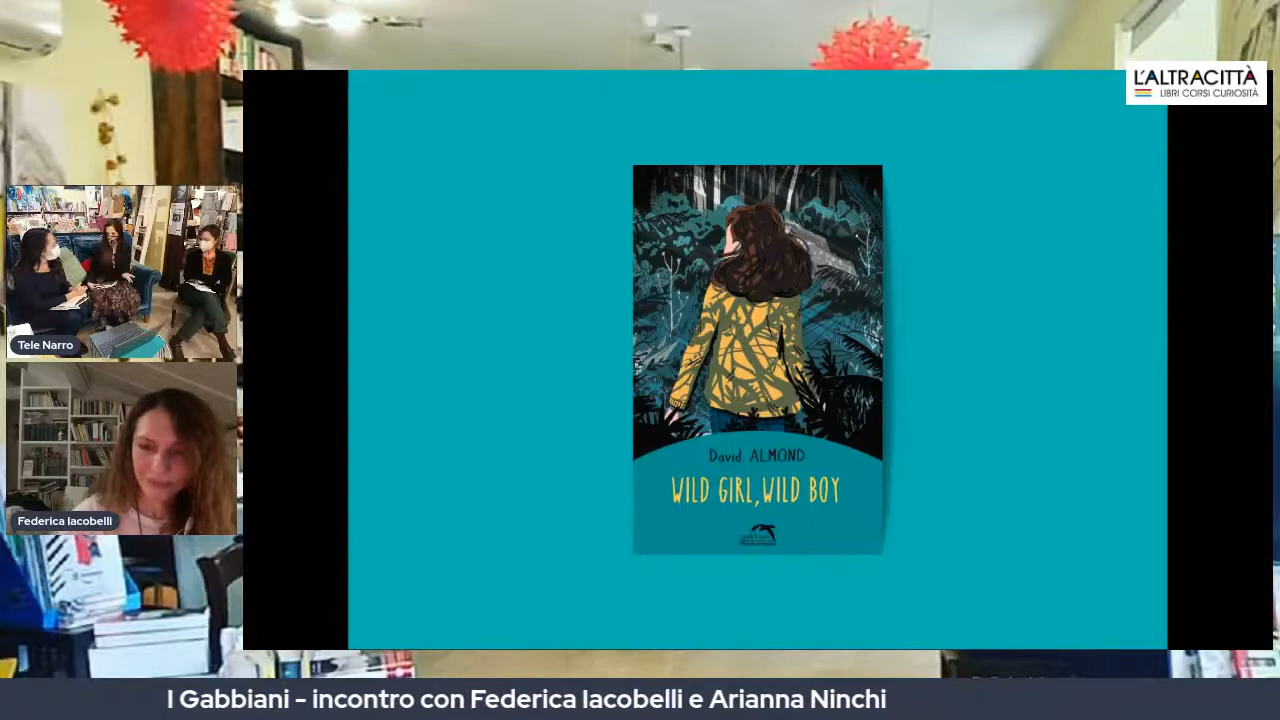 L'ALTRACITTÀ
LIBRI CORSI CURIOSITÀ
Tele Narro
Federica Iacobelli
David ALMOND
WILD GIRL, WILD BOY
I Gabbiani - incontro con Federica Iacobelli e Arianna Ninchi